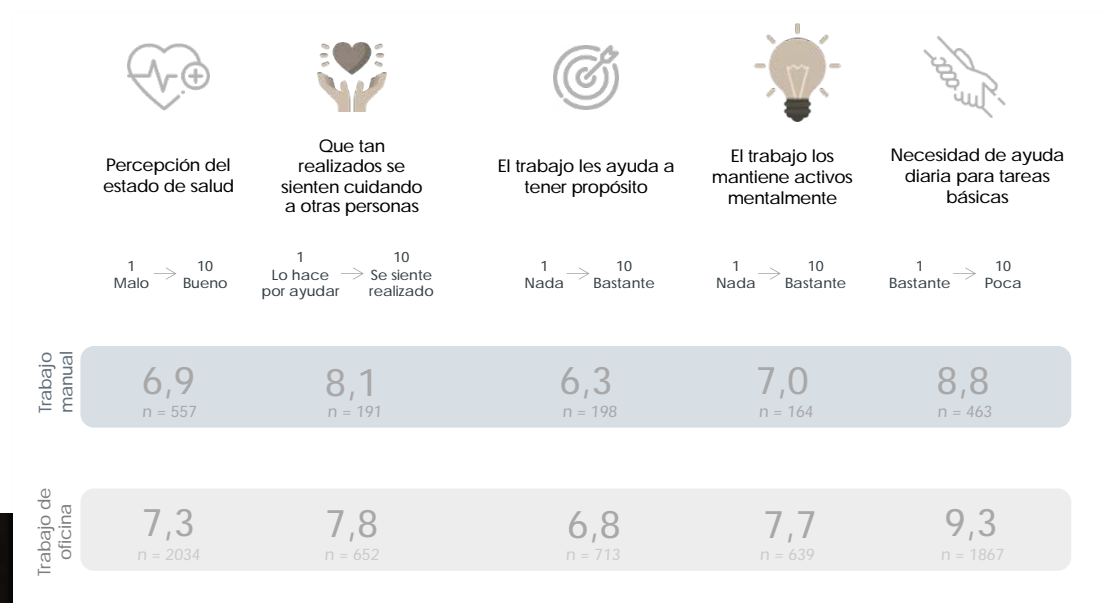 Percepción del
estado de salud
Que tan
realizados se
sienten cuidando
a otras personas
El trabajo les ayuda a
tener propósito
El trabajo los
mantiene activos
mentalmente
Necesidad de ayuda
diaria para tareas
básicas
1 10
Malo Bueno
1 10
Lo hace Se siente
por ayudar realizado
1 10
Nada Bastante
1 10
Nada Bastante
1 10
Bastante Poca
Trabajo
manual
6,9 8,1 6,3 7,0 8,8
n = 557 n = 191 n = 198 n = 164 n = 463
Trabajo de
oficina
7,3 7,8 6,8 7,7 9,3
n = 2034 n = 652 n = 713 n = 639 n = 1867